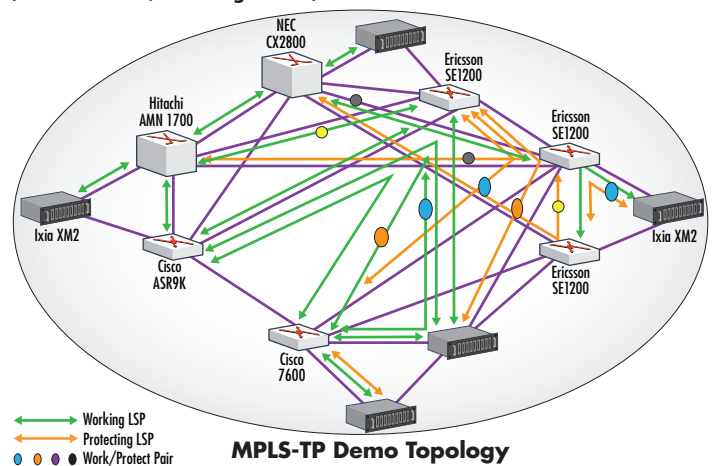 NEC
CX2800
Ericsson
SE1200
Hitachi
AMN 1700
Ericsson
SE1200
Ixia XM2
Ixia XM2
Cisco
ASR9K
Ericsson
SE1200
Cisco
7600
Working LSP
Protecting LSP
Work/Protect Pair
MPLS-TP Demo Topology